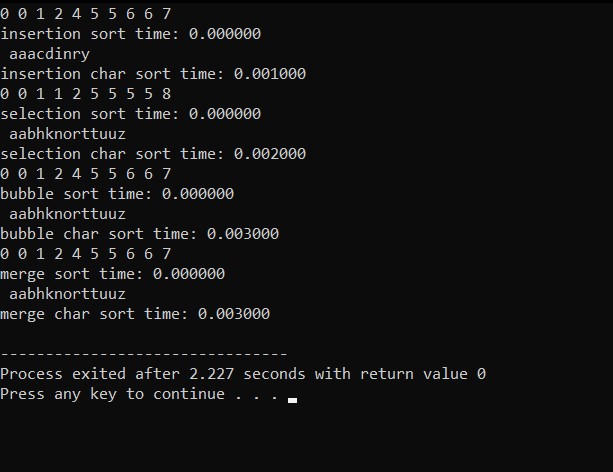 0 0 1 2 4 5 5 6 6 7
insertion sort time: 0.000000
 aaacdinry
insertion char sort time: 0.001000
0 0 1 1 2 5 5 5 5 8
selection sort time: 0.000000
 aabhknorttuuz
selection char sort time: 0.002000
0 0 1 2 4 5 5 6 6 7
bubble sort time: 0.000000
 aabhknorttuuz
bubble char sort time: 0.003000
0 0 1 2 4 5 5 6 6 7
merge sort time: 0.000000
 aabhknorttuuz
merge char sort time: 0.003000

--------------------------------
Process exited after 2.227 seconds with return value 0
Press any key to continue . . .